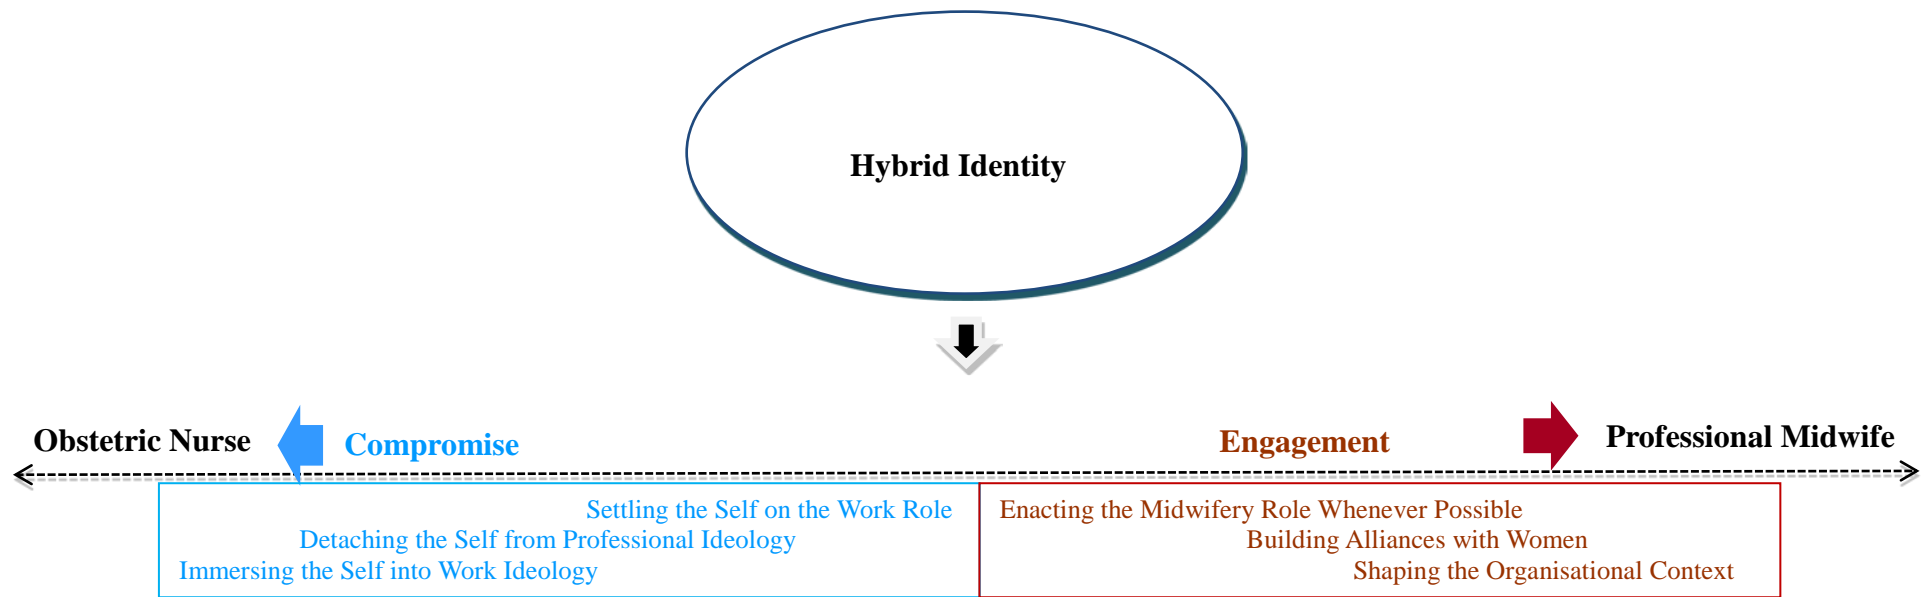 Hybrid Identity
Obstetric Nurse
Compromise
Engagement
Professional Midwife
Settling the Self on the Work Role
Detaching the Self from Professional Ideology
Immersing the Self into Work Ideology
Enacting the Midwifery Role Whenever Possible
Building Alliances with Women
Shaping the Organisational Context